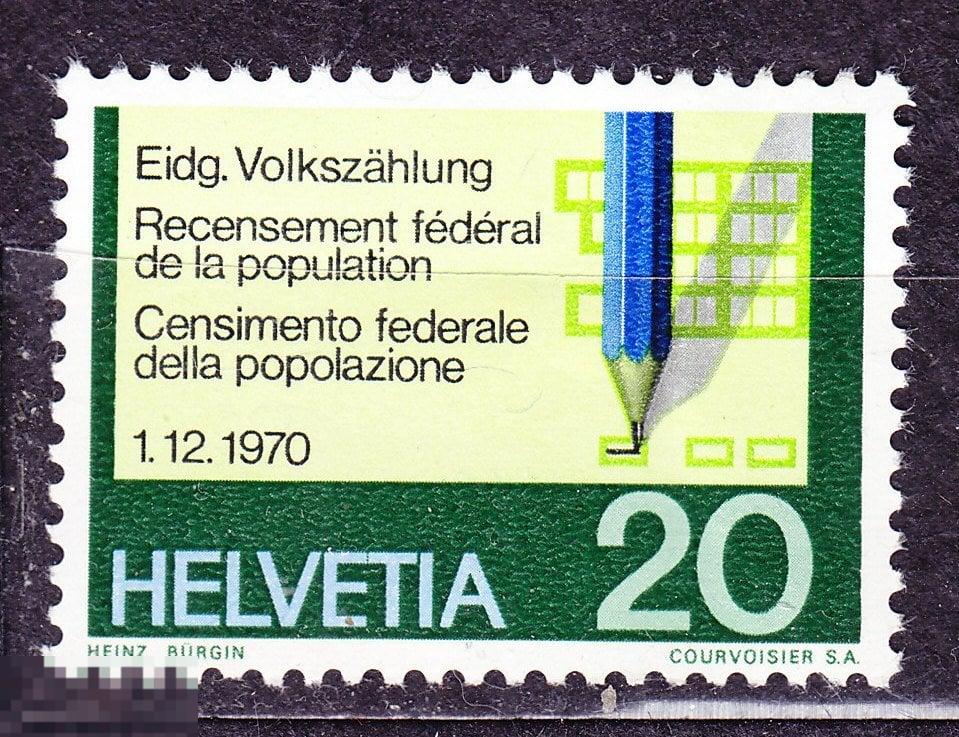 Eidg. Volkszählung
Recensement fédéral
de la population
Censimento federale
della popolazione
1.12.1970
HELVETIA
20
HEINZ BÜRGIN
COURVOISIER S.A.